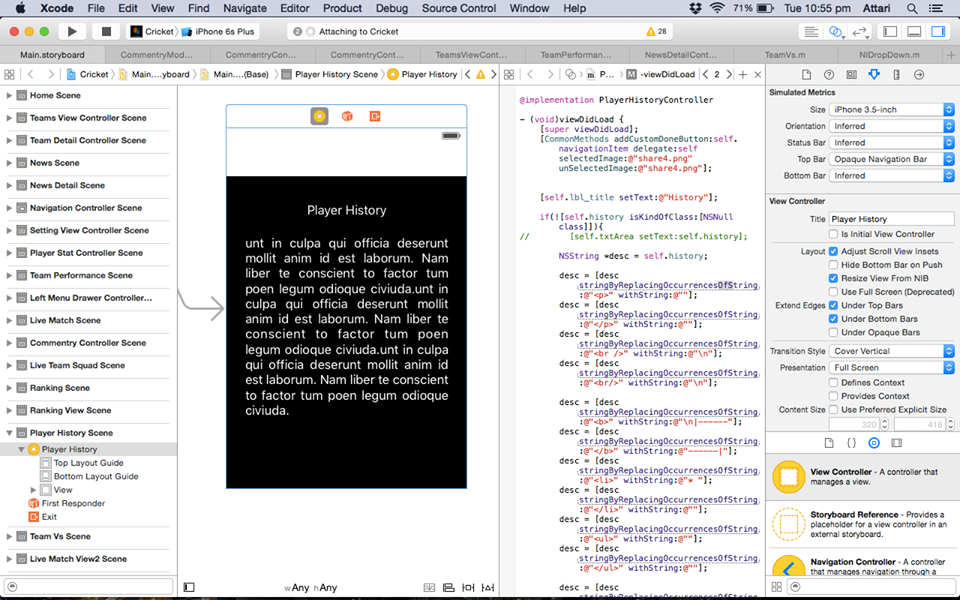 Xcode File Edit View Find Navigate Editor Product Debug Source Control Window Help 71% Tue 10:55 pm Attari
Cricket iPhone 6s Plus
2 Attaching to Cricket 28
Main.storyboard CommentryMod... CommentryCon... CommentryCont... TeamsViewCont... TeamPerforman... NewsDetailCont... TeamVs.m NIDropDown.m
Cricket Main....yboard Main....(Base) Player History Scene Player History
P... M -viewDidLoad 2
Home Scene
Teams View Controller Scene
Team Detail Controller Scene
News Scene
News Detail Scene
Navigation Controller Scene
Setting View Controller Scene
Player Stat Controller Scene
Team Performance Scene
Left Menu Drawer Controller...
Live Match Scene
Commentry Controller Scene
Live Team Squad Scene
Ranking Scene
Ranking View Scene
Player History Scene
Player History
Top Layout Guide
Bottom Layout Guide
View
First Responder
Exit
Team Vs Scene
Live Match View2 Scene
Player History
unt in culpa qui officia deserunt
mollit anim id est laborum. Nam
liber te conscient to factor tum
poen legum odioque civiuda.unt in
culpa qui officia deserunt mollit
anim id est laborum. Nam liber te
conscient to factor tum poen
legum odioque civiuda.unt in culpa
qui officia deserunt mollit anim id
est laborum. Nam liber te conscient
to factor tum poen legum odioque
civiuda.
wAny hAny
@implementation PlayerHistoryController
- (void)viewDidLoad {
[super viewDidLoad];
[CommonMethods addCustomDoneButton:self.
navigationItem delegate:self
selectedImage:@"share4.png"
unSelectedImage:@"share4.png"];
[self.lbl_title setText:@"History"];
if(![self.history isKindOfClass:[NSNull
class]]){
// [self.txtArea setText:self.history];
NSString *desc = self.history;
desc = [desc
stringByReplacingOccurrencesOfString
:@"<p>" withString:@""];
desc = [desc
stringByReplacingOccurrencesOfString
:@"</p>" withString:@""];
desc = [desc
stringByReplacingOccurrencesOfString
:@"<br />" withString:@"\n"];
desc = [desc
stringByReplacingOccurrencesOfString
:@"<br/>" withString:@"\n"];
desc = [desc
stringByReplacingOccurrencesOfString
:@"<b>" withString:@"\n|------"];
desc = [desc
stringByReplacingOccurrencesOfString
:@"</b>" withString:@"------|"];
desc = [desc
stringByReplacingOccurrencesOfString
:@"<li>" withString:@"* "];
desc = [desc
stringByReplacingOccurrencesOfString
:@"</li>" withString:@""];
desc = [desc
stringByReplacingOccurrencesOfString
:@"<ul>" withString:@""];
desc = [desc
stringByReplacingOccurrencesOfString
:@"</ul>" withString:@""];
desc = [desc
stringByReplacingOccurrencesOfString
Simulated Metrics
Size iPhone 3.5-inch
Orientation Inferred
Status Bar Inferred
Top Bar Opaque Navigation Bar
Bottom Bar Inferred
View Controller
Title Player History
Is Initial View Controller
Layout Adjust Scroll View Insets
Hide Bottom Bar on Push
Resize View From NIB
Use Full Screen (Deprecated)
Extend Edges Under Top Bars
Under Bottom Bars
Under Opaque Bars
Transition Style Cover Vertical
Presentation Full Screen
Defines Context
Provides Context
Content Size Use Preferred Explicit Size
320 416
View Controller - A controller that
manages a view.
Storyboard Reference - Provides a
placeholder for a view controller in an
external storyboard.
Navigation Controller - A controller
that manages navigation through a